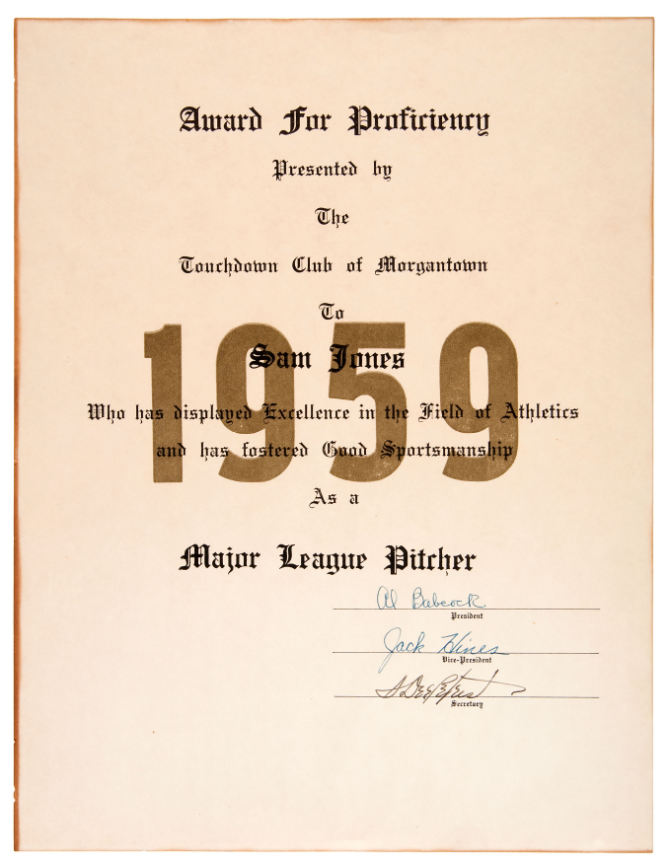 Award For Proficiency
Presented by
The
Touchdown Club of Morgantown
To
1959
Sam Jones
Who has displayed Excellence in the Field of Athletics
and has fostered Good Sportsmanship
As a
Major League Pitcher
Al Babcock
President
Jack Hines
Vice-President
Secretary